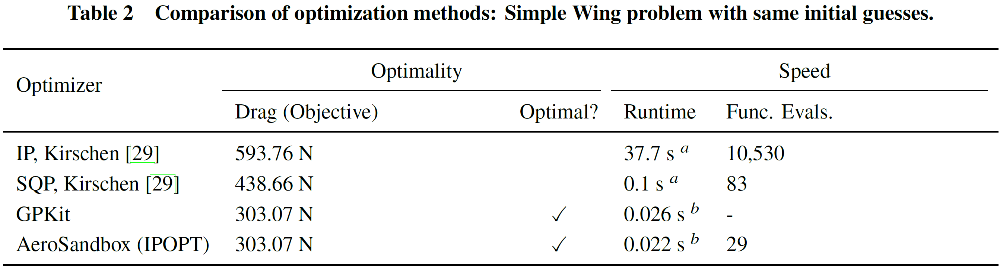 Table 2 Comparison of optimization methods: Simple Wing problem with same initial guesses.
Optimizer Optimality Speed
Drag (Objective) Optimal? Runtime Func. Evals.
IP, Kirschen [29] 593.76 N 37.7 s a 10,530
SQP, Kirschen [29] 438.66 N 0.1 s a 83
GPKit 303.07 N ✓ 0.026 s b -
AeroSandbox (IPOPT) 303.07 N ✓ 0.022 s b 29